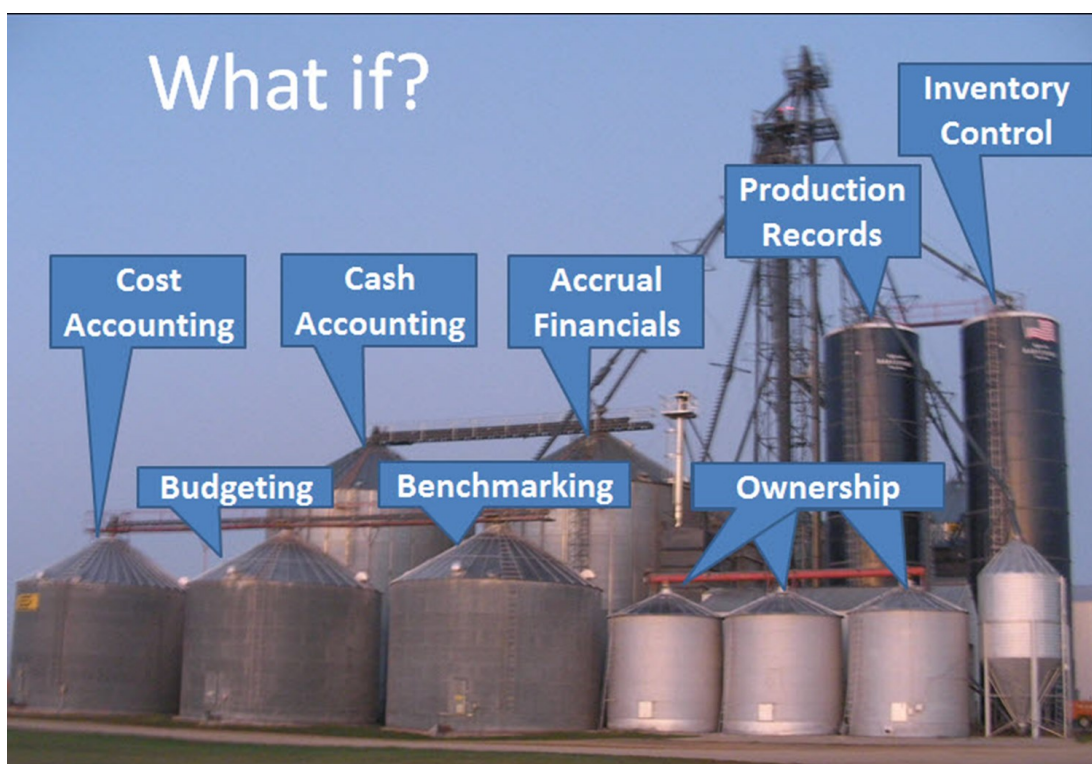 What if?
Inventory
Control
Production
Records
Cost
Accounting
Cash
Accounting
Accrual
Financials
Budgeting
Benchmarking
Ownership